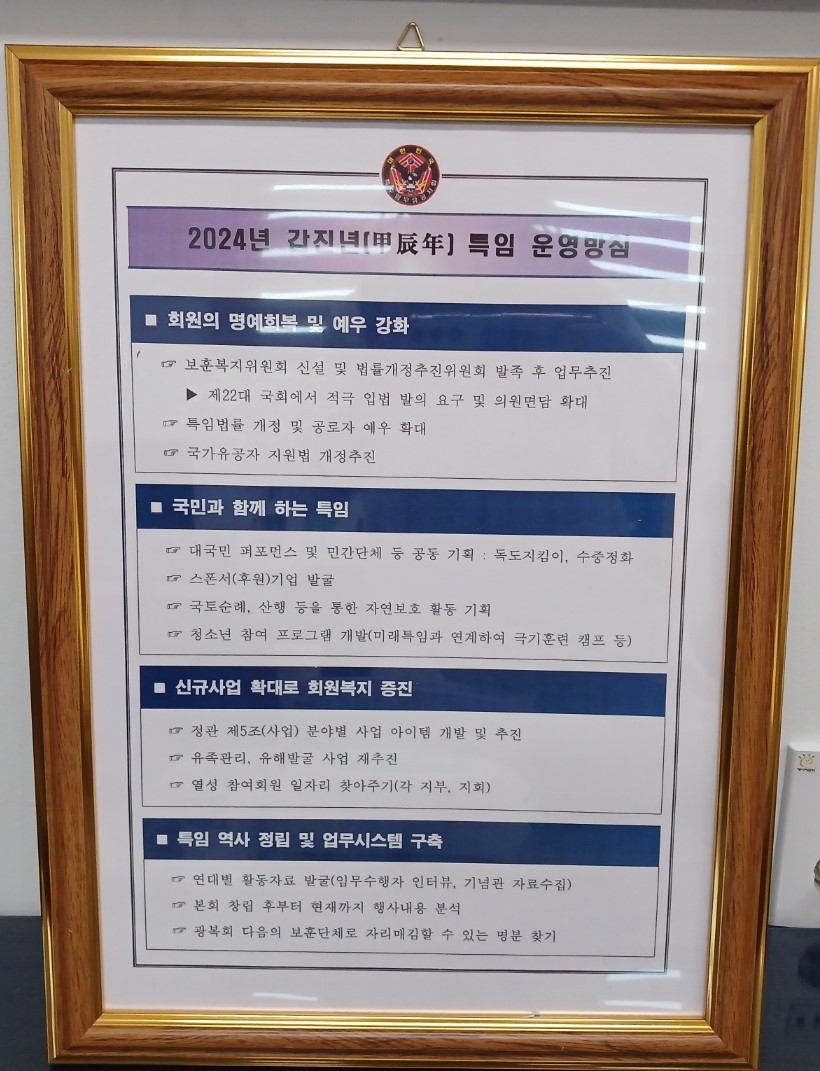 2024년 갑진년(甲辰年) 특임 운영방침
■ 회원의 명예회복 및 예우 강화
☞ 보훈복지위원회 신설 및 법률개정추진위원회 발족 후 업무추진
▶ 제22대 국회에서 적극 입법 발의 요구 및 의원면담 확대
☞ 특임법률 개정 및 공로자 예우 확대
☞ 국가유공자 지원법 개정추진
■ 국민과 함께 하는 특임
☞ 대국민 퍼포먼스 및 민간단체 등 공동 기획 : 독도지킴이, 수중정화
☞ 스폰서(후원)기업 발굴
☞ 국토순례, 산행 등을 통한 자연보호 활동 기획
☞ 청소년 참여 프로그램 개발(미래특임과 연계하여 극기훈련 캠프 등)
■ 신규사업 확대로 회원복지 증진
☞ 정관 제5조(사업) 분야별 사업 아이템 개발 및 추진
☞ 유족관리, 유해발굴 사업 재추진
☞ 열성 참여회원 일자리 찾아주기(각 지부, 지회)
■ 특임 역사 정립 및 업무시스템 구축
☞ 연대별 활동자료 발굴(임무수행자 인터뷰, 기념관 자료수집)
☞ 본회 창립 후부터 현재까지 행사내용 분석
☞ 광복회 다음의 보훈단체로 자리매김할 수 있는 명분 찾기